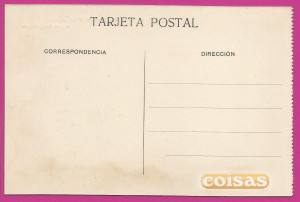 TARJETA POSTAL
CORRESPONDENCIA
DIRECCIÓN
coisas